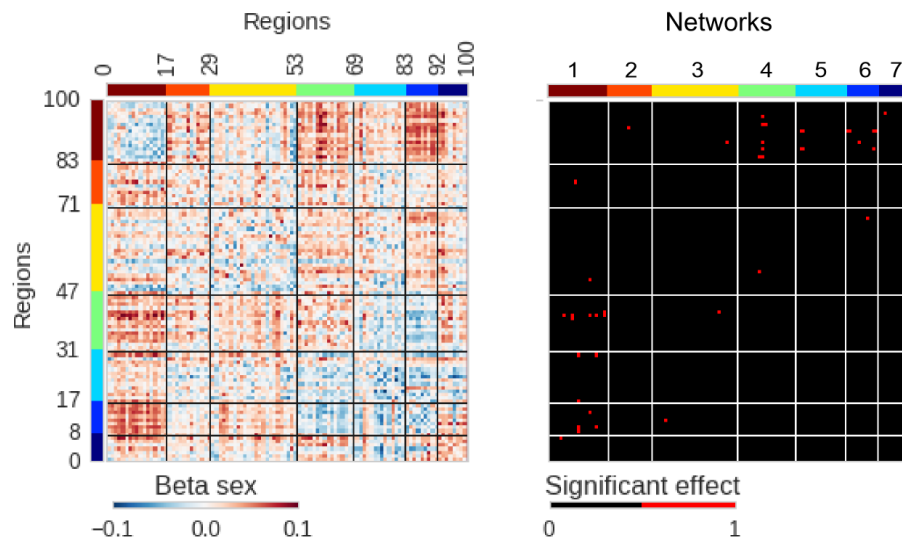 Regions
0 17 29 53 69 83 92 100
100
83
71
47
31
17
8
0
Regions
Beta sex
−0.1 0.0 0.1
Networks
1 2 3 4 5 6 7
Significant effect
0 1